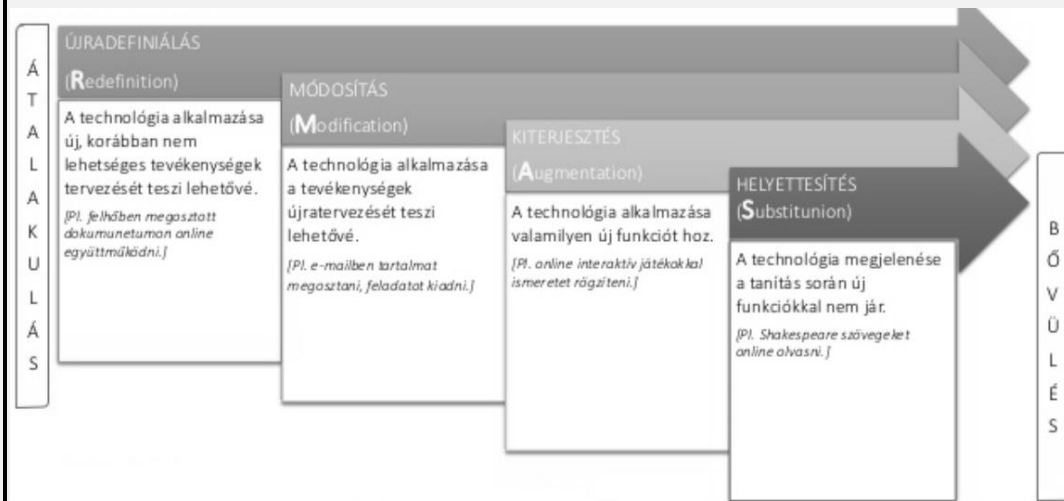 ÁTALAKULÁS
ÚJRADEFINIÁLÁS
(Redefinition)
A technológia alkalmazása
új, korábban nem
lehetséges tevékenységek
tervezését teszi lehetővé.
[Pl. felhőben megosztott
dokumunetumon online
együttműködni.]
MÓDOSÍTÁS
(Modification)
A technológia alkalmazása
a tevékenységek
újratervezését teszi
lehetővé.
[Pl. e-mailben tartalmat
megosztani, feladatot kiadni.]
KITERJESZTÉS
(Augmentation)
A technológia alkalmazása
valamilyen új funkciót hoz.
[Pl. online interaktív játékokkal
ismeretet rögzíteni.]
HELYETTESÍTÉS
(Substitunion)
A technológia megjelenése
a tanítás során új
funkciókkal nem jár.
[Pl. Shakespeare szövegeket
online olvasni.]
BŐVÜLÉS